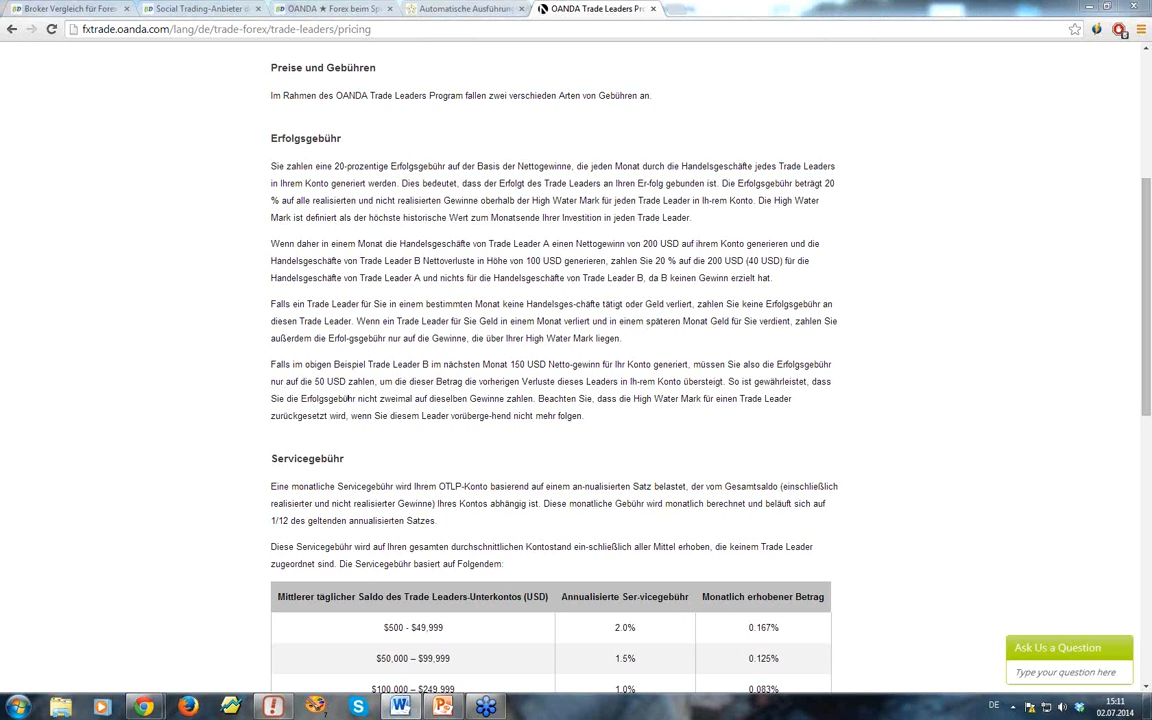 Broker Vergleich für Fore
Social Trading-Anbieter d
OANDA ★ Forex beim Sp
Automatische Ausführun
OANDA Trade Leaders Pr
fxtrade.oanda.com/lang/de/trade-forex/trade-leaders/pricing
Preise und Gebühren
Im Rahmen des OANDA Trade Leaders Program fallen zwei verschieden Arten von Gebühren an.
Erfolgsgebühr
Sie zahlen eine 20-prozentige Erfolgsgebühr auf der Basis der Nettogewinne, die jeden Monat durch die Handelsgeschäfte jedes Trade Leaders
in Ihrem Konto generiert werden. Dies bedeutet, dass der Erfolgt des Trade Leaders an Ihren Er-folg gebunden ist. Die Erfolgsgebühr beträgt 20
% auf alle realisierten und nicht realisierten Gewinne oberhalb der High Water Mark für jeden Trade Leader in Ih-rem Konto. Die High Water
Mark ist definiert als der höchste historische Wert zum Monatsende Ihrer Investition in jeden Trade Leader.
Wenn daher in einem Monat die Handelsgeschäfte von Trade Leader A einen Nettogewinn von 200 USD auf ihrem Konto generieren und die
Handelsgeschäfte von Trade Leader B Nettoverluste in Höhe von 100 USD generieren, zahlen Sie 20 % auf die 200 USD (40 USD) für die
Handelsgeschäfte von Trade Leader A und nichts für die Handelsgeschäfte von Trade Leader B, da B keinen Gewinn erzielt hat.
Falls ein Trade Leader für Sie in einem bestimmten Monat keine Handelsges-chäfte tätigt oder Geld verliert, zahlen Sie keine Erfolgsgebühr an
diesen Trade Leader. Wenn ein Trade Leader für Sie Geld in einem Monat verliert und in einem späteren Monat Geld für Sie verdient, zahlen Sie
außerdem die Erfol-gsgebühr nur auf die Gewinne, die über Ihrer High Water Mark liegen.
Falls im obigen Beispiel Trade Leader B im nächsten Monat 150 USD Netto-gewinn für Ihr Konto generiert, müssen Sie also die Erfolgsgebühr
nur auf die 50 USD zahlen, um die dieser Betrag die vorherigen Verluste dieses Leaders in Ih-rem Konto übersteigt. So ist gewährleistet, dass
Sie die Erfolgsgebühr nicht zweimal auf dieselben Gewinne zahlen. Beachten Sie, dass die High Water Mark für einen Trade Leader
zurückgesetzt wird, wenn Sie diesem Leader vorüberge-hend nicht mehr folgen.
Servicegebühr
Eine monatliche Servicegebühr wird Ihrem OTLP-Konto basierend auf einem an-nualisierten Satz belastet, der vom Gesamtsaldo (einschließlich
realisierter und nicht realisierter Gewinne) Ihres Kontos abhängig ist. Diese monatliche Gebühr wird monatlich berechnet und beläuft sich auf
1/12 des geltenden annualisierten Satzes.
Diese Servicegebühr wird auf Ihren gesamten durchschnittlichen Kontostand ein-schließlich aller Mittel erhoben, die keinem Trade Leader
zugeordnet sind. Die Servicegebühr basiert auf Folgendem:
Mittlerer täglicher Saldo des Trade Leaders-Unterkontos (USD) Annualisierte Ser-vicegebühr Monatlich erhobener Betrag
$500 - $49,999 2.0% 0.167%
$50,000 – $99,999 1.5% 0.125%
$100,000 – $249,999 1.0% 0.083%
Ask Us a Question
Type your question here
DE
15:11
02.07.2014